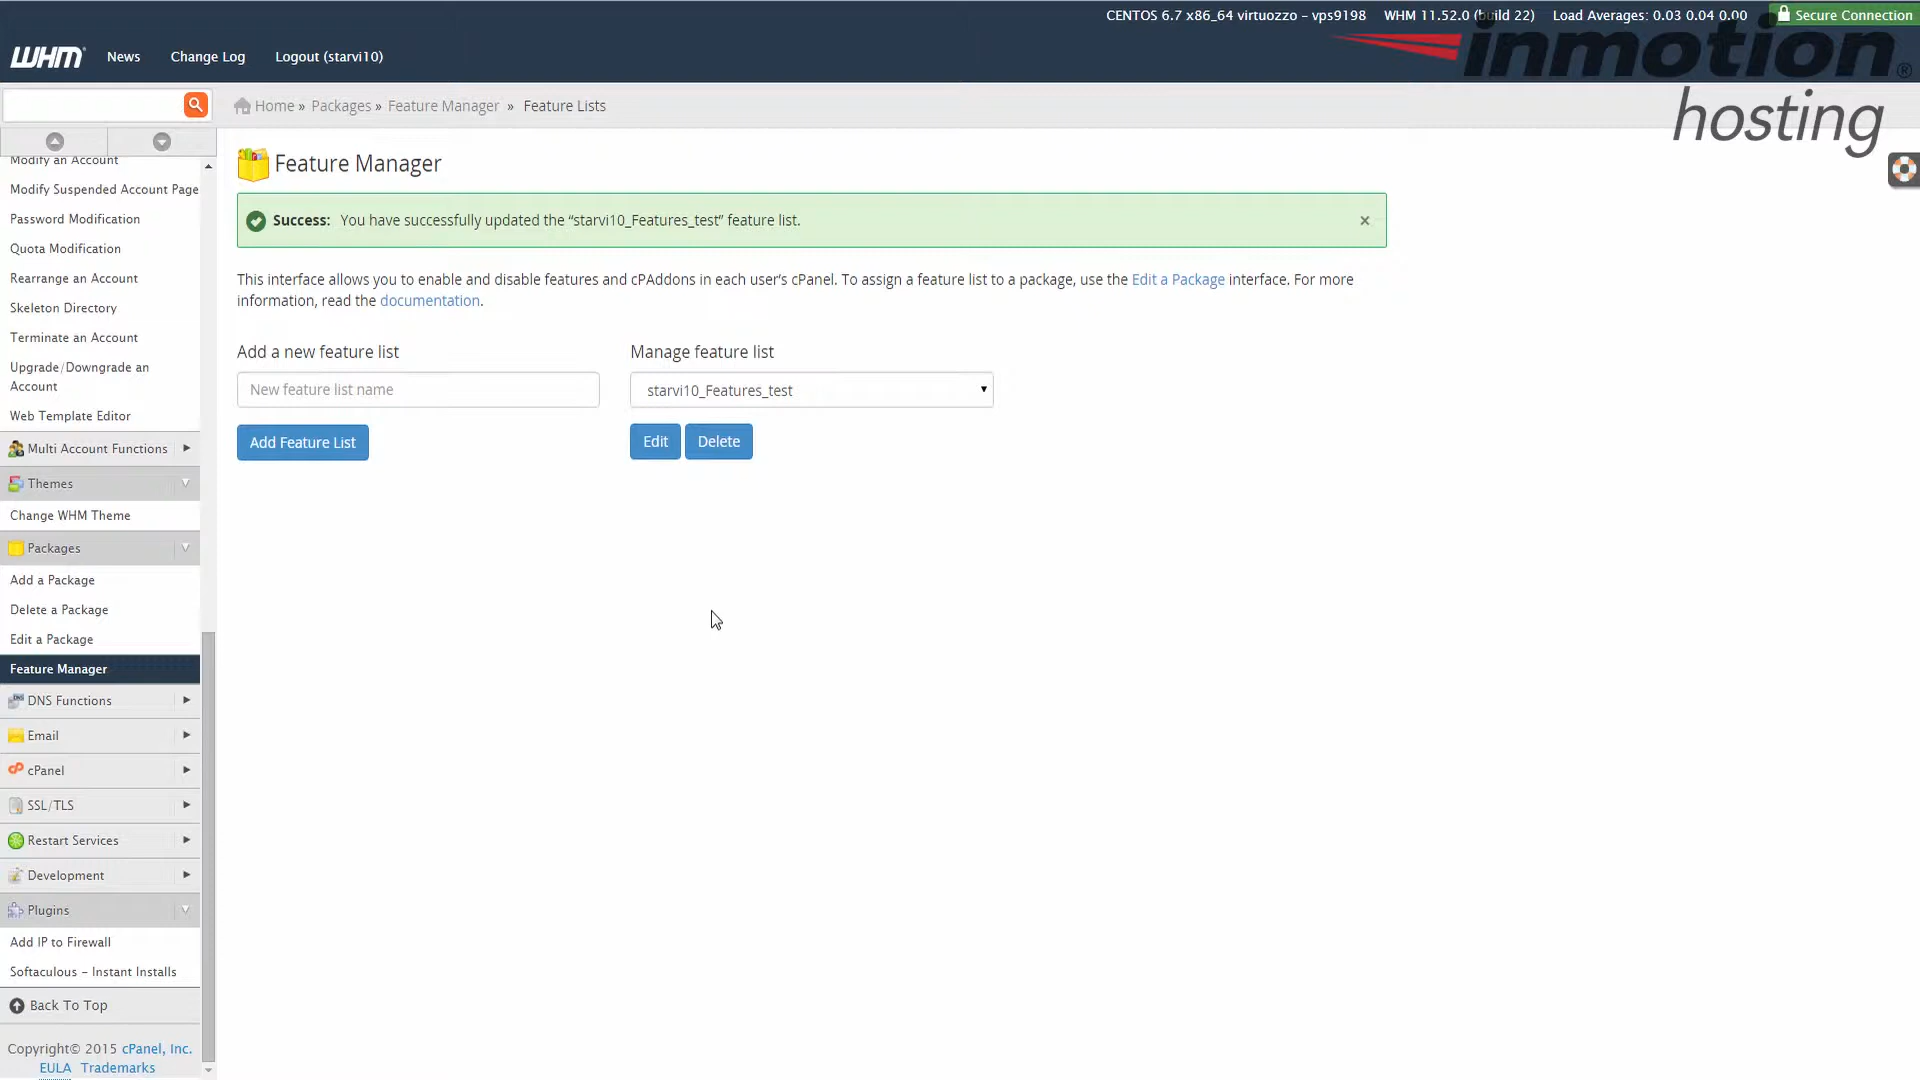 CENTOS 6.7 x86_64 virtuozzo – vps9198 WHM 11.52.0 (build 22) Load Averages: 0.03 0.04 0.00 Secure Connection
WHM News Change Log Logout (starvi10)
inmotion®
hosting
Home » Packages » Feature Manager » Feature Lists
Modify an Account
Modify Suspended Account Page
Password Modification
Quota Modification
Rearrange an Account
Skeleton Directory
Terminate an Account
Upgrade/Downgrade an
Account
Web Template Editor
Multi Account Functions
Themes
Change WHM Theme
Packages
Add a Package
Delete a Package
Edit a Package
Feature Manager
DNS Functions
Email
cPanel
SSL/TLS
Restart Services
Development
Plugins
Add IP to Firewall
Softaculous – Instant Installs
Back To Top
Copyright© 2015 cPanel, Inc.
EULA Trademarks
Feature Manager
Success: You have successfully updated the “starvi10_Features_test” feature list. ×
This interface allows you to enable and disable features and cPAddons in each user’s cPanel. To assign a feature list to a package, use the Edit a Package interface. For more
information, read the documentation.
Add a new feature list
New feature list name
Add Feature List
Manage feature list
starvi10_Features_test
Edit Delete